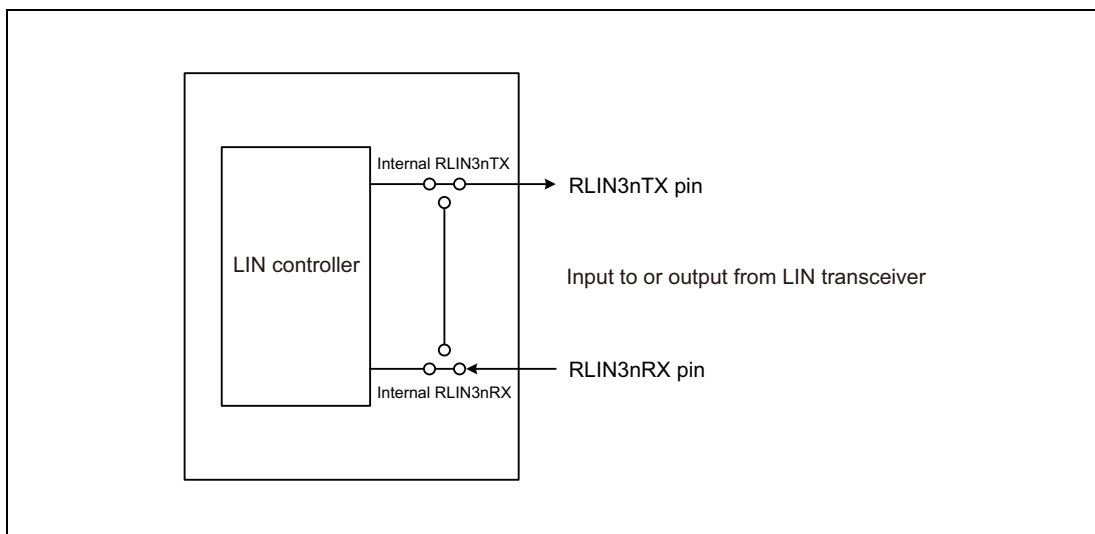 Internal RLIN3nTX
RLIN3nTX pin
LIN controller
Input to or output from LIN transceiver
RLIN3nRX pin
Internal RLIN3nRX